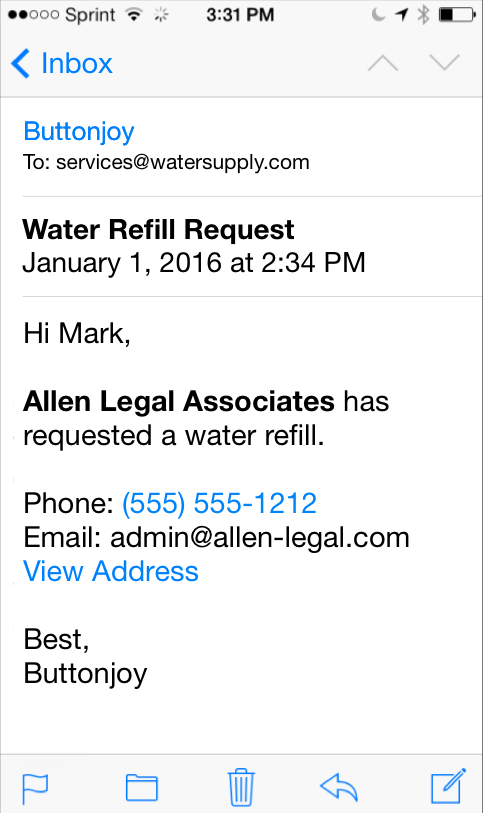 Sprint 3:31 PM
Inbox
Buttonjoy
To: services@watersupply.com
Water Refill Request
January 1, 2016 at 2:34 PM
Hi Mark,
Allen Legal Associates has
requested a water refill.
Phone: (555) 555-1212
Email: admin@allen-legal.com
View Address
Best,
Buttonjoy